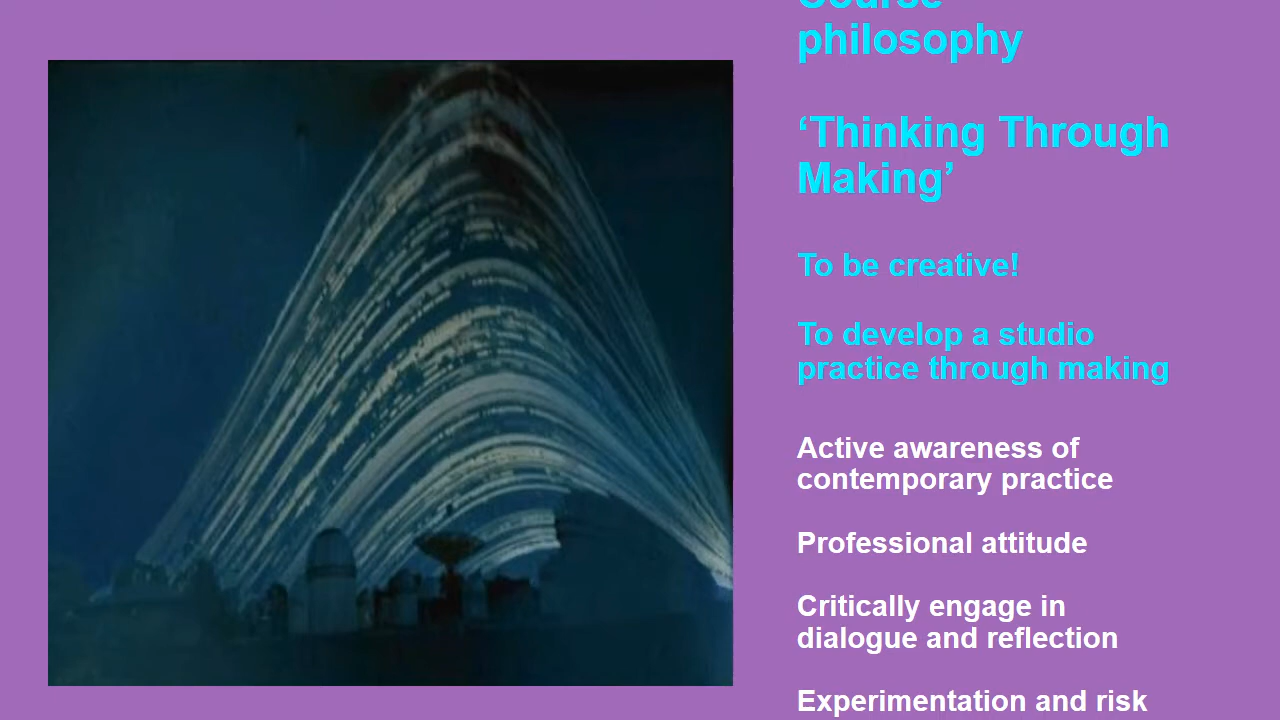 Course
philosophy
‘Thinking Through
Making’
To be creative!
To develop a studio
practice through making
Active awareness of
contemporary practice
Professional attitude
Critically engage in
dialogue and reflection
Experimentation and risk